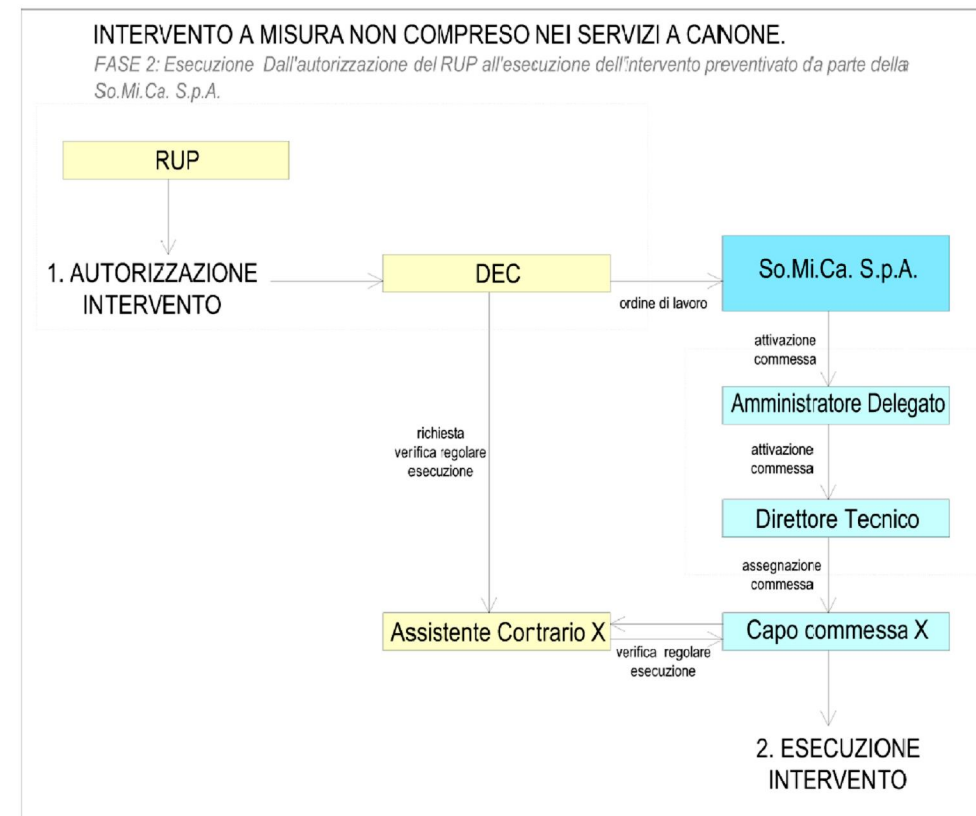 INTERVENTO A MISURA NON COMPRESO NEI SERVIZI A CANONE.
FASE 2: Esecuzione Dall'autorizzazione del RUP all'esecuzione dell'intervento preventivato da parte della
So.Mi.Ca. S.p.A.
RUP
1. AUTORIZZAZIONE
INTERVENTO
DEC
ordine di lavoro
So.Mi.Ca. S.p.A.
attivazione
commessa
Amministratore Delegato
richiesta
verifica regolare
esecuzione
attivazione
commessa
Direttore Tecnico
assegnazione
commessa
Assistente Cortrario X
verifica regolare
esecuzione
Capo commessa X
2. ESECUZIONE
INTERVENTO